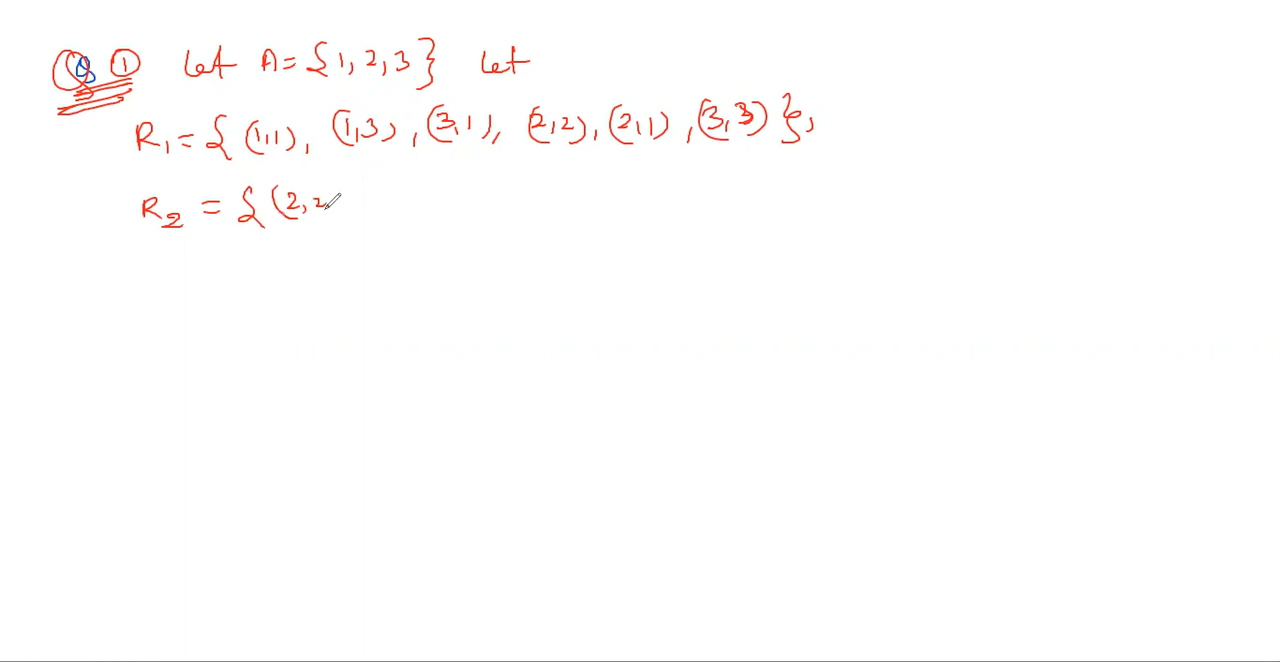 Q ① Let A = {1, 2, 3} Let
R₁ = { (1,1), (1,3), (3,1), (2,2), (2,1), (3,3) },
R₂ = { (2, 2